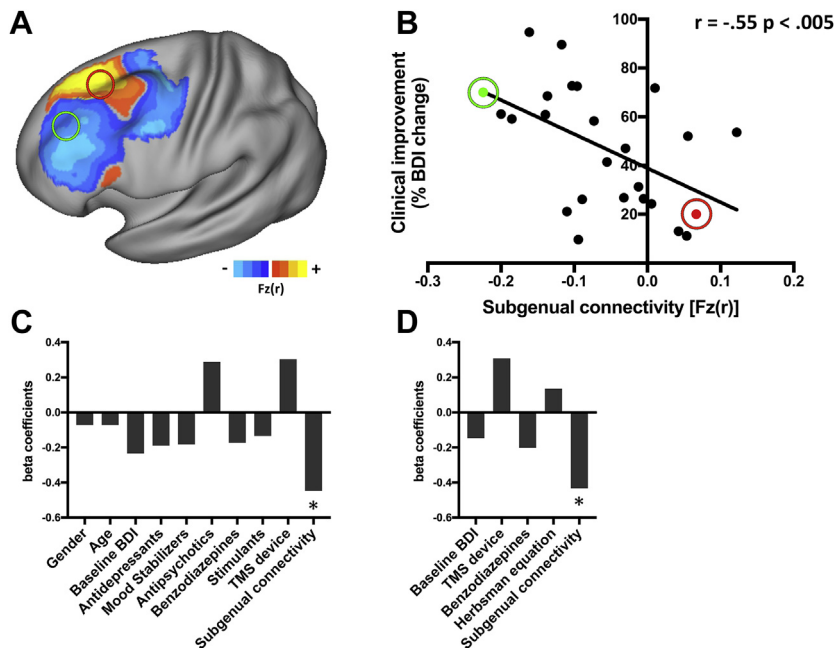 A
- +
Fz(r)
B
r = -.55 p < .005
Clinical improvement
(% BDI change)
100
80
60
40
20
-0.3 -0.2 -0.1 0.0 0.1 0.2
Subgenual connectivity [Fz(r)]
C
beta coefficients
0.4
0.2
0.0
-0.2
-0.4
-0.6
*
Gender
Age
Baseline BDI
Antidepressants
Mood Stabilizers
Antipsychotics
Benzodiazepines
Stimulants
TMS device
Subgenual connectivity
D
beta coefficients
0.4
0.2
0.0
-0.2
-0.4
-0.6
*
Baseline BDI
TMS device
Benzodiazepines
Herbsman equation
Subgenual connectivity